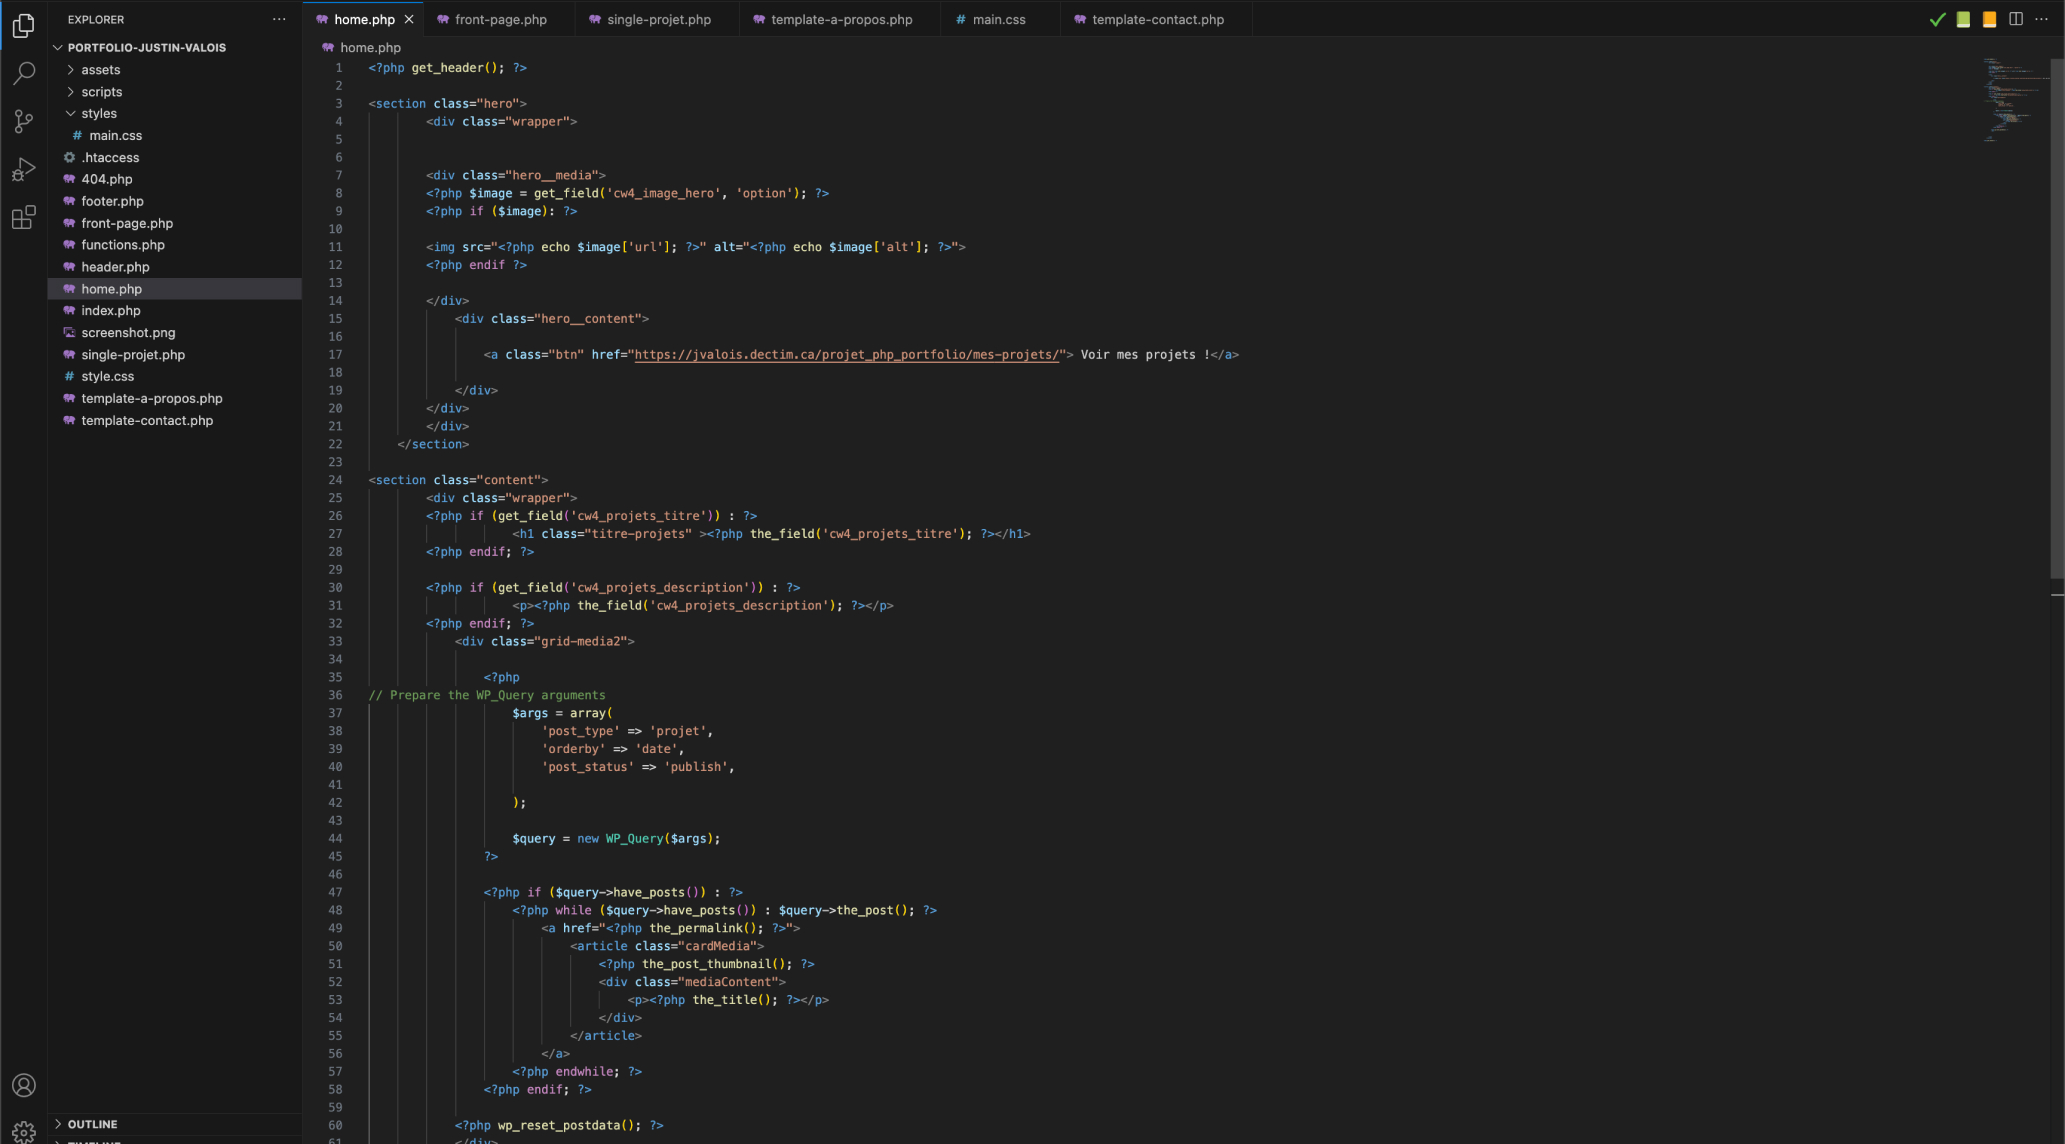 EXPLORER
PORTFOLIO-JUSTIN-VALOIS
assets
scripts
styles
# main.css
.htaccess
404.php
footer.php
front-page.php
functions.php
header.php
home.php
index.php
screenshot.png
single-projet.php
# style.css
template-a-propos.php
template-contact.php
OUTLINE
TIMELINE
home.php
front-page.php
single-projet.php
template-a-propos.php
# main.css
template-contact.php
home.php
1 <?php get_header(); ?>
2
3 <section class="hero">
4 <div class="wrapper">
5
6
7 <div class="hero__media">
8 <?php $image = get_field('cw4_image_hero', 'option'); ?>
9 <?php if ($image): ?>
10
11 <img src="<?php echo $image['url']; ?>" alt="<?php echo $image['alt']; ?>">
12 <?php endif ?>
13
14 </div>
15 <div class="hero__content">
16
17 <a class="btn" href="https://jvalois.dectim.ca/projet_php_portfolio/mes-projets/"> Voir mes projets !</a>
18
19 </div>
20 </div>
21 </div>
22 </section>
23
24 <section class="content">
25 <div class="wrapper">
26 <?php if (get_field('cw4_projets_titre')) : ?>
27 <h1 class="titre-projets" ><?php the_field('cw4_projets_titre'); ?></h1>
28 <?php endif; ?>
29
30 <?php if (get_field('cw4_projets_description')) : ?>
31 <p><?php the_field('cw4_projets_description'); ?></p>
32 <?php endif; ?>
33 <div class="grid-media2">
34
35 <?php
36 // Prepare the WP_Query arguments
37 $args = array(
38 'post_type' => 'projet',
39 'orderby' => 'date',
40 'post_status' => 'publish',
41
42 );
43
44 $query = new WP_Query($args);
45 ?>
46
47 <?php if ($query->have_posts()) : ?>
48 <?php while ($query->have_posts()) : $query->the_post(); ?>
49 <a href="<?php the_permalink(); ?>">
50 <article class="cardMedia">
51 <?php the_post_thumbnail(); ?>
52 <div class="mediaContent">
53 <p><?php the_title(); ?></p>
54 </div>
55 </article>
56 </a>
57 <?php endwhile; ?>
58 <?php endif; ?>
59
60 <?php wp_reset_postdata(); ?>
61 </div>